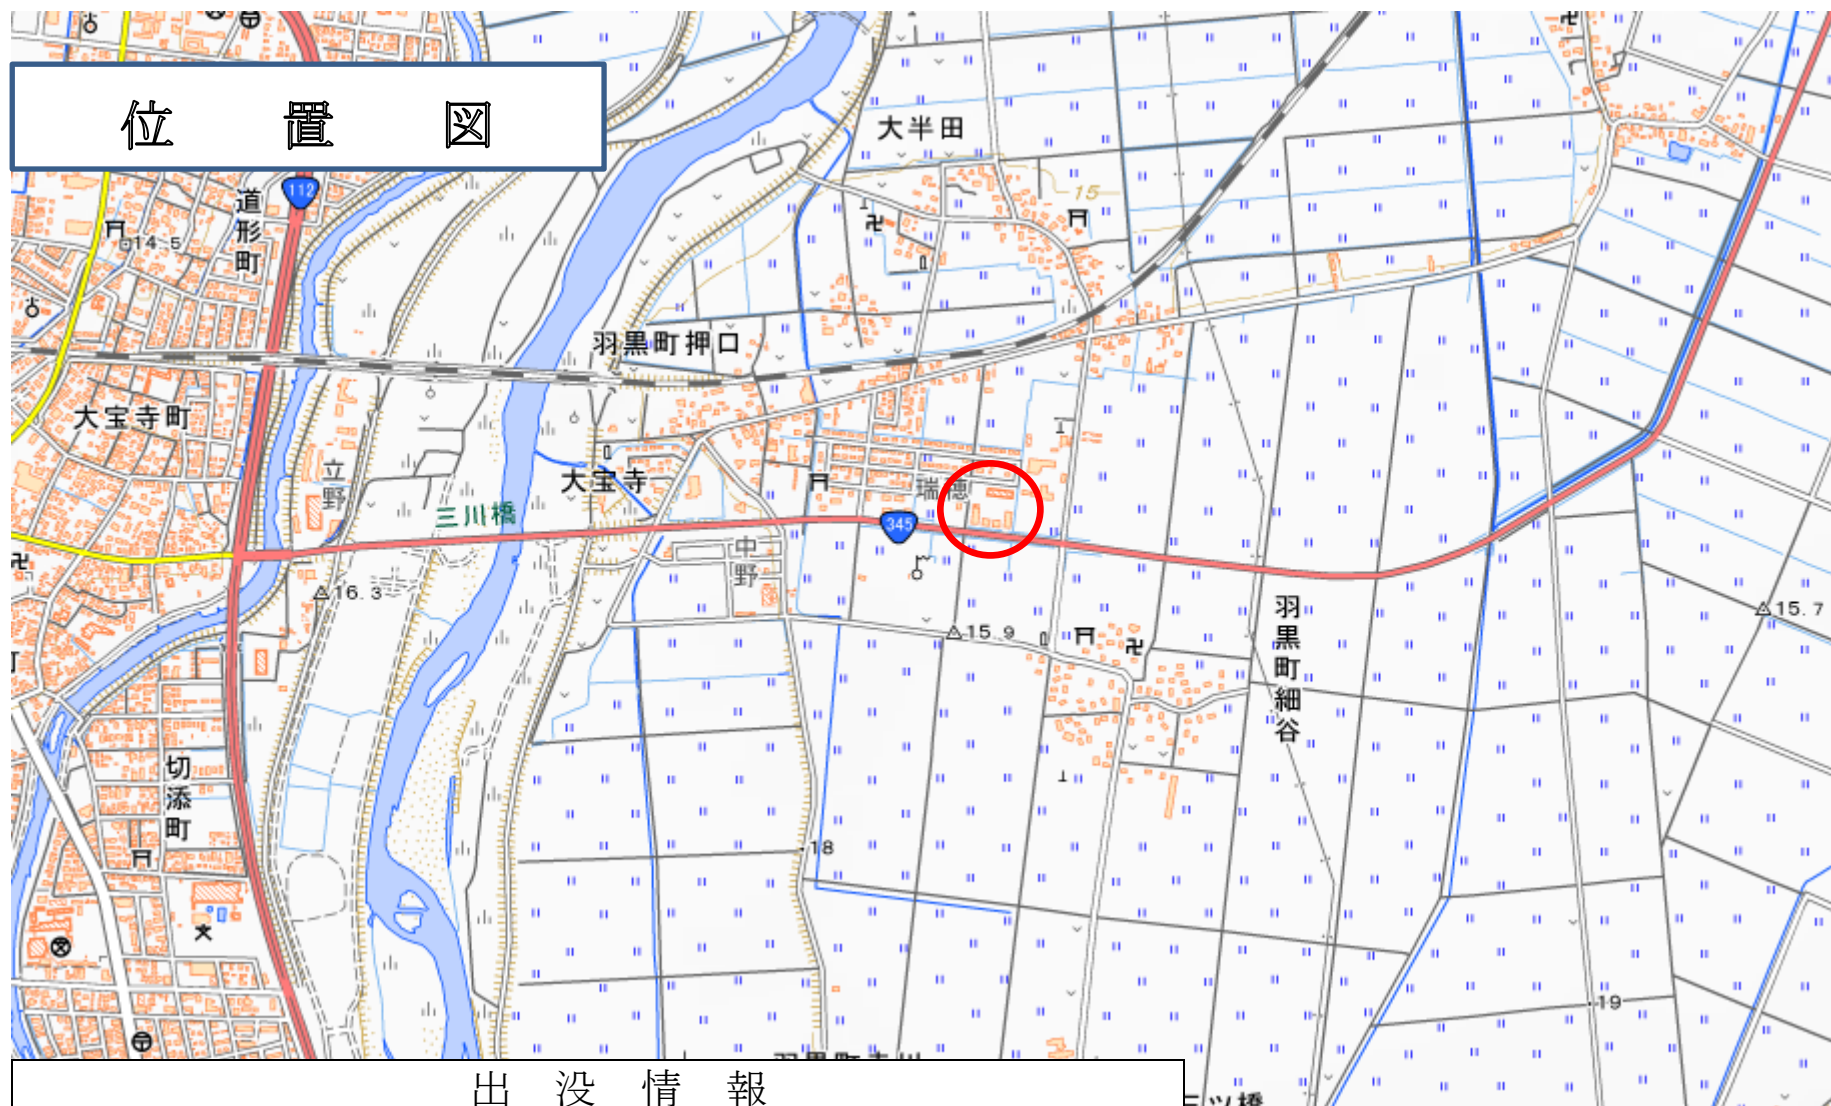 位置図
112
道形町
14.5
大半田
15
羽黒町押口
大宝寺町
立野
大宝寺
三川橋
瑞穂
345
中野
16.3
15.9
15.7
羽黒町細谷
切添町
18
19
出没情報